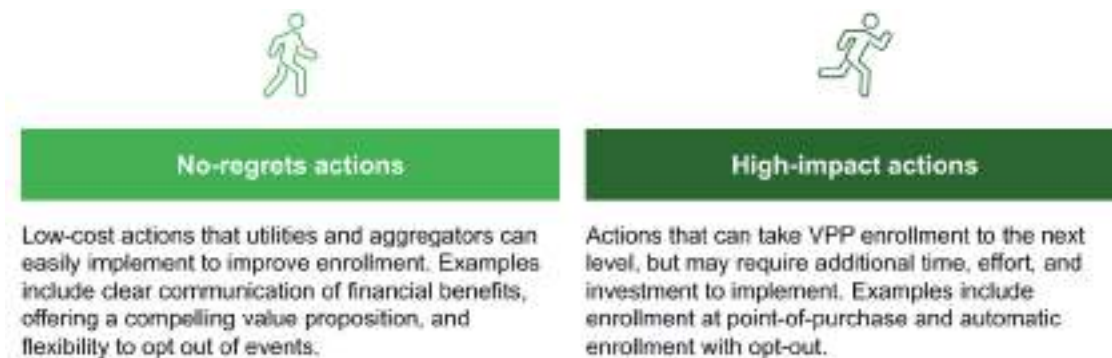 No-regrets actions
Low-cost actions that utilities and aggregators can
easily implement to improve enrollment. Examples
include clear communication of financial benefits,
offering a compelling value proposition, and
flexibility to opt out of events.
High-impact actions
Actions that can take VPP enrollment to the next
level, but may require additional time, effort, and
investment to implement. Examples include
enrollment at point-of-purchase and automatic
enrollment with opt-out.